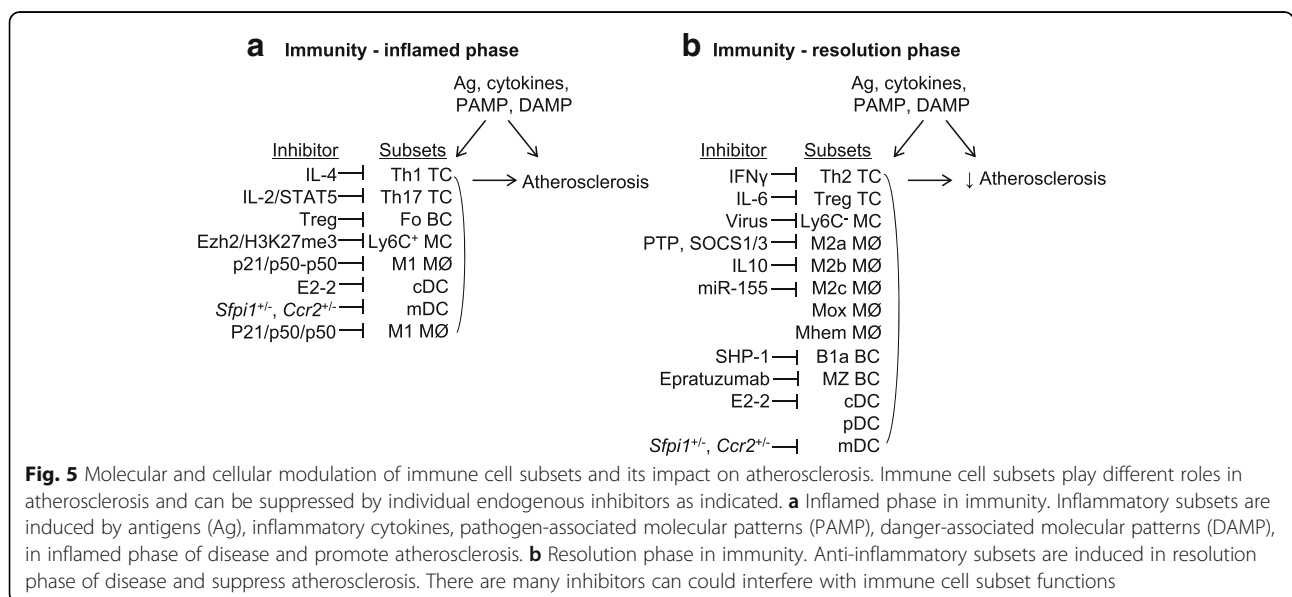 a Immunity - inflamed phase
Ag, cytokines,
PAMP, DAMP
Inhibitor Subsets
IL-4 Th1 TC
Atherosclerosis
IL-2/STAT5 Th17 TC
Treg Fo BC
Ezh2/H3K27me3 Ly6C⁺ MC
p21/p50-p50 M1 MØ
E2-2 cDC
Sfpi1⁺/⁻, Ccr2⁺/⁻ mDC
P21/p50/p50 M1 MØ
b Immunity - resolution phase
Ag, cytokines,
PAMP, DAMP
Inhibitor Subsets
IFNγ Th2 TC
↓ Atherosclerosis
IL-6 Treg TC
Virus Ly6C⁻ MC
PTP, SOCS1/3 M2a MØ
IL10 M2b MØ
miR-155 M2c MØ
Mox MØ
Mhem MØ
SHP-1 B1a BC
Epratuzumab MZ BC
E2-2 cDC
pDC
Sfpi1⁺/⁻, Ccr2⁺/⁻ mDC
Fig. 5 Molecular and cellular modulation of immune cell subsets and its impact on atherosclerosis. Immune cell subsets play different roles in
atherosclerosis and can be suppressed by individual endogenous inhibitors as indicated. a Inflamed phase in immunity. Inflammatory subsets are
induced by antigens (Ag), inflammatory cytokines, pathogen-associated molecular patterns (PAMP), danger-associated molecular patterns (DAMP),
in inflamed phase of disease and promote atherosclerosis. b Resolution phase in immunity. Anti-inflammatory subsets are induced in resolution
phase of disease and suppress atherosclerosis. There are many inhibitors can could interfere with immune cell subset functions